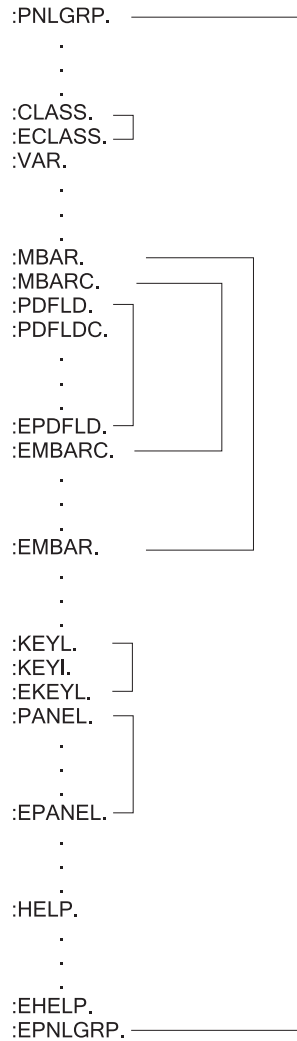 :PNLGRP.
.
.
.
:CLASS.
:ECLASS.
:VAR.
.
.
.
:MBAR.
:MBARC.
:PDFLD.
:PDFLDC.
.
.
.
:EPDFLD.
:EMBARC.
.
.
.
:EMBAR.
.
.
.
:KEYL.
:KEYI.
:EKEYL.
:PANEL.
.
.
.
:EPANEL.
.
.
.
:HELP.
.
.
.
:EHELP.
:EPNLGRP.